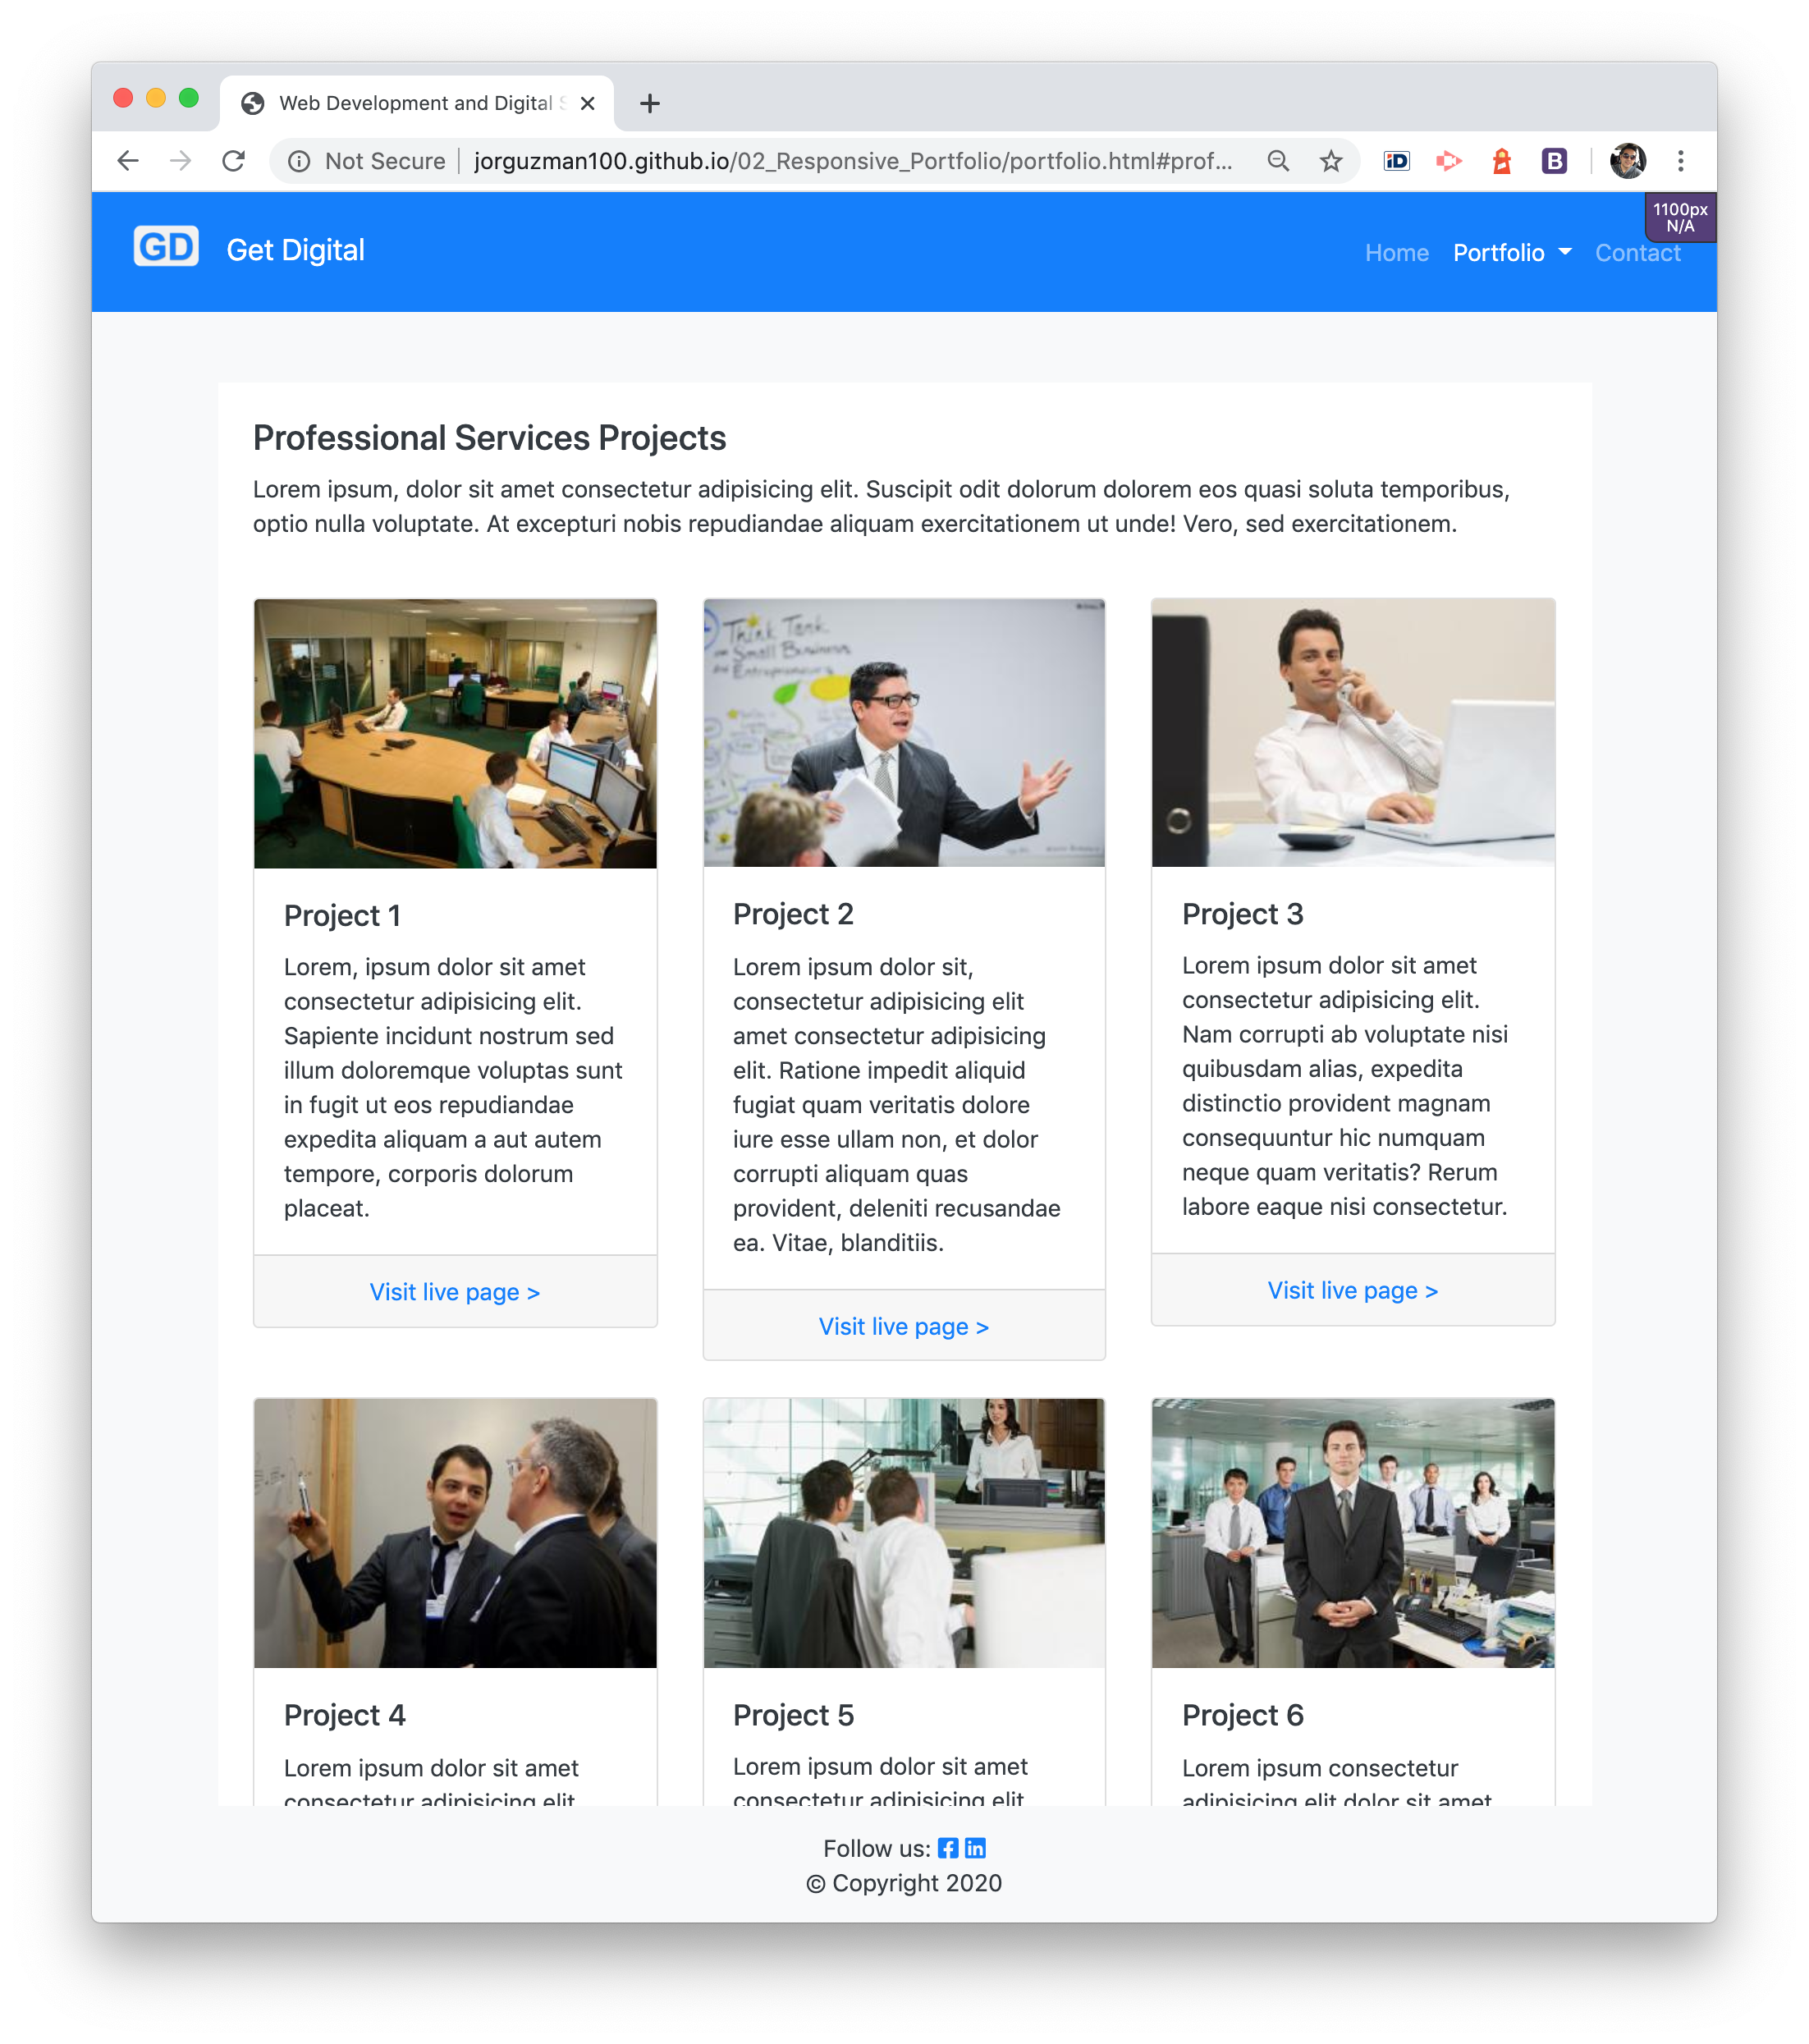 Web Development and Digital
Not Secure jorguzman100.github.io/02_Responsive_Portfolio/portfolio.html#prof...
iD
B
1100px
N/A
GD Get Digital
Home Portfolio Contact
Professional Services Projects
Lorem ipsum, dolor sit amet consectetur adipisicing elit. Suscipit odit dolorum dolorem eos quasi soluta temporibus,
optio nulla voluptate. At excepturi nobis repudiandae aliquam exercitationem ut unde! Vero, sed exercitationem.
Think Tank
Small Business
Entrepreneurship
Project 1
Lorem, ipsum dolor sit amet
consectetur adipisicing elit.
Sapiente incidunt nostrum sed
illum doloremque voluptas sunt
in fugit ut eos repudiandae
expedita aliquam a aut autem
tempore, corporis dolorum
placeat.
Visit live page >
Project 2
Lorem ipsum dolor sit,
consectetur adipisicing elit
amet consectetur adipisicing
elit. Ratione impedit aliquid
fugiat quam veritatis dolore
iure esse ullam non, et dolor
corrupti aliquam quas
provident, deleniti recusandae
ea. Vitae, blanditiis.
Visit live page >
Project 3
Lorem ipsum dolor sit amet
consectetur adipisicing elit.
Nam corrupti ab voluptate nisi
quibusdam alias, expedita
distinctio provident magnam
consequuntur hic numquam
neque quam veritatis? Rerum
labore eaque nisi consectetur.
Visit live page >
Project 4
Lorem ipsum dolor sit amet
consectetur adipisicing elit
Project 5
Lorem ipsum dolor sit amet
consectetur adipisicing elit
Project 6
Lorem ipsum consectetur
adipisicing elit dolor sit amet
Follow us:
© Copyright 2020